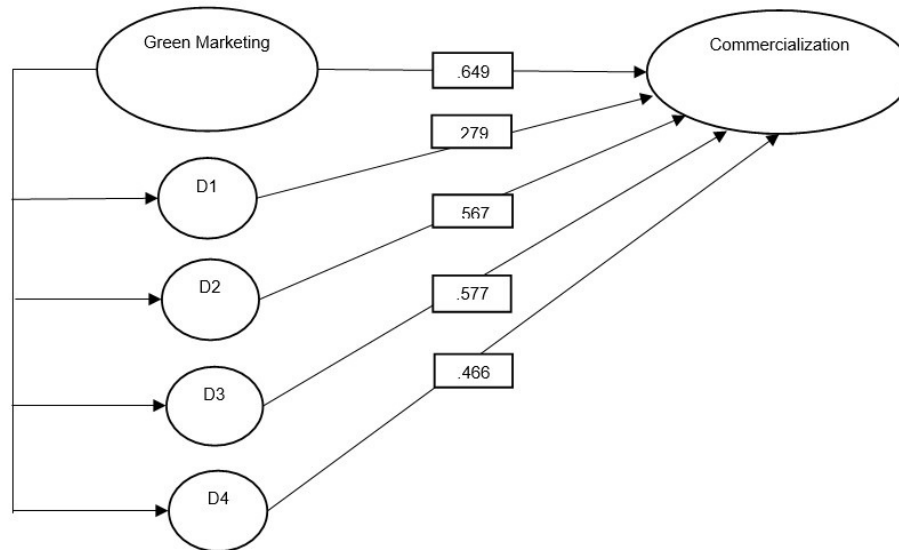 Green Marketing
Commercialization
.649
279
D1
567
D2
.577
D3
.466
D4